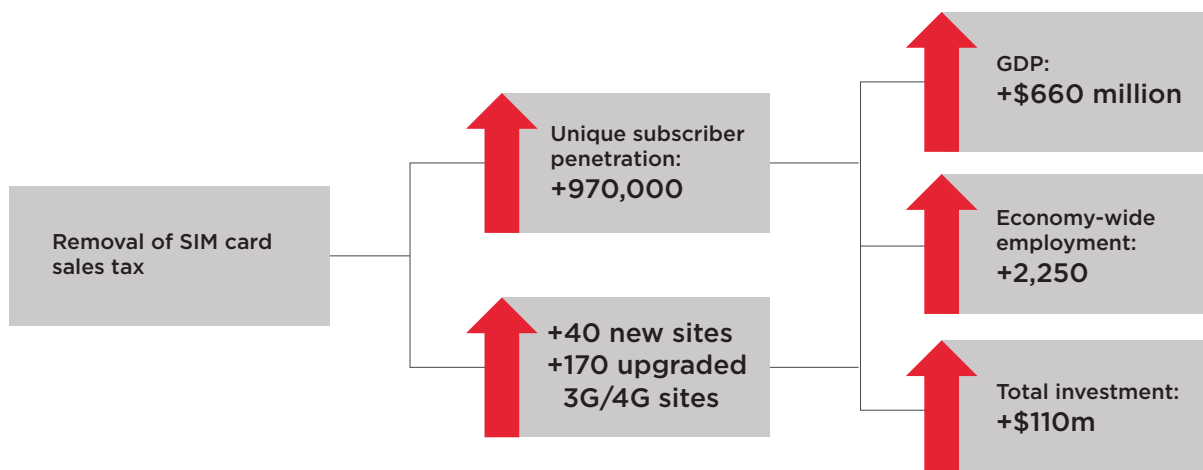 Removal of SIM card
sales tax
Unique subscriber
penetration:
+970,000
+40 new sites
+170 upgraded
3G/4G sites
GDP:
+$660 million
Economy-wide
employment:
+2,250
Total investment:
+$110m